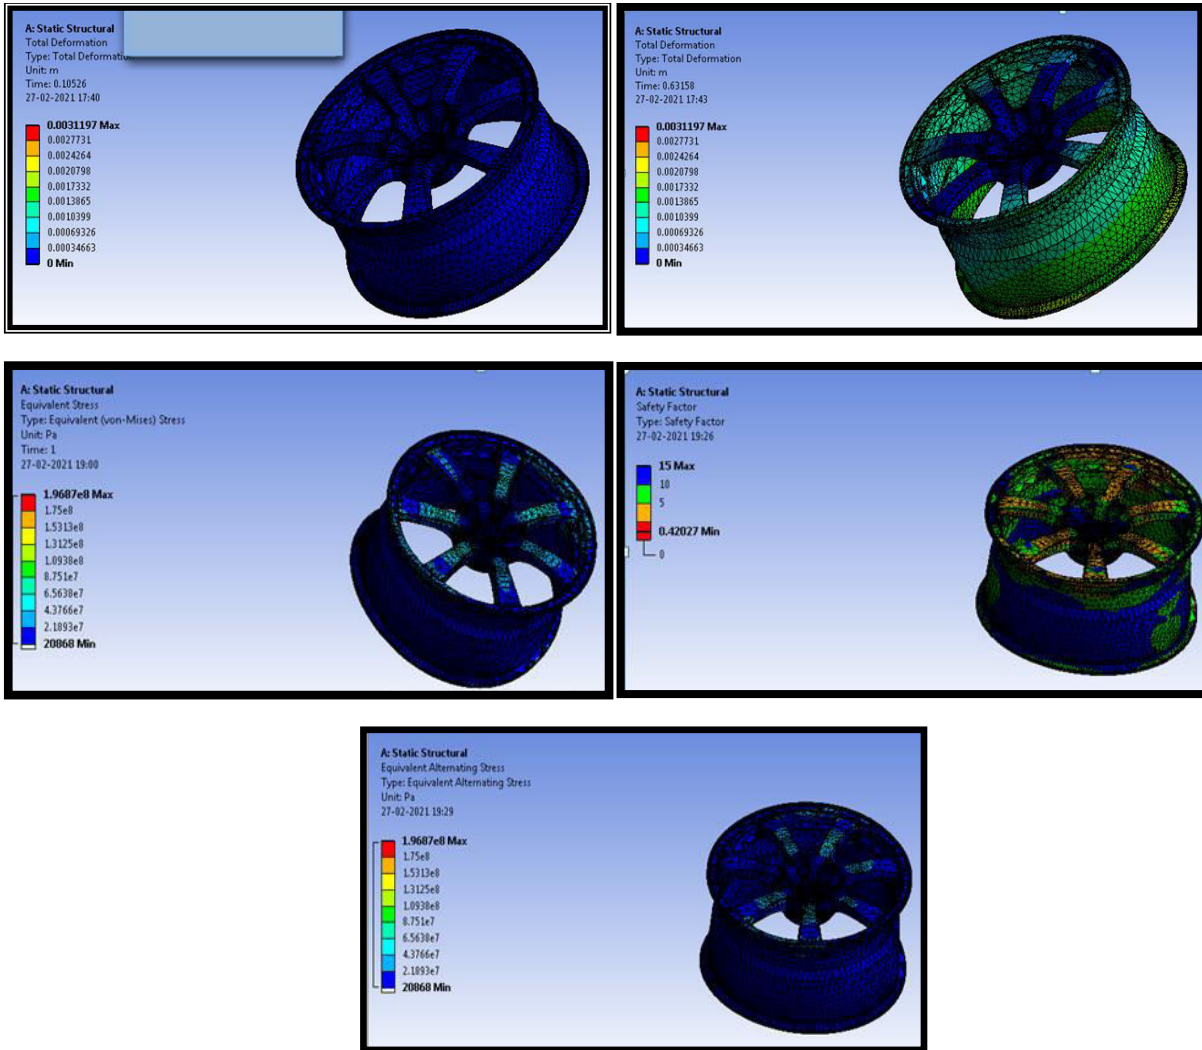 A: Static Structural
Total Deformation
Type: Total Deformation
Unit: m
Time: 0.10526
27-02-2021 17:40
0.0031197 Max
0.0027731
0.0024264
0.0020798
0.0017332
0.0013865
0.0010399
0.00069326
0.00034663
0 Min
A: Static Structural
Total Deformation
Type: Total Deformation
Unit: m
Time: 0.63158
27-02-2021 17:43
0.0031197 Max
0.0027731
0.0024264
0.0020798
0.0017332
0.0013865
0.0010399
0.00069326
0.00034663
0 Min
A: Static Structural
Equivalent Stress
Type: Equivalent (von-Mises) Stress
Unit: Pa
Time: 1
27-02-2021 19:00
1.9687e8 Max
1.75e8
1.5313e8
1.3125e8
1.0938e8
8.751e7
6.5638e7
4.3766e7
2.1893e7
20868 Min
A: Static Structural
Safety Factor
Type: Safety Factor
27-02-2021 19:26
15 Max
10
5
0.42027 Min
0
A: Static Structural
Equivalent Alternating Stress
Type: Equivalent Alternating Stress
Unit: Pa
27-02-2021 19:29
1.9687e8 Max
1.75e8
1.5313e8
1.3125e8
1.0938e8
8.751e7
6.5638e7
4.3766e7
2.1893e7
20868 Min